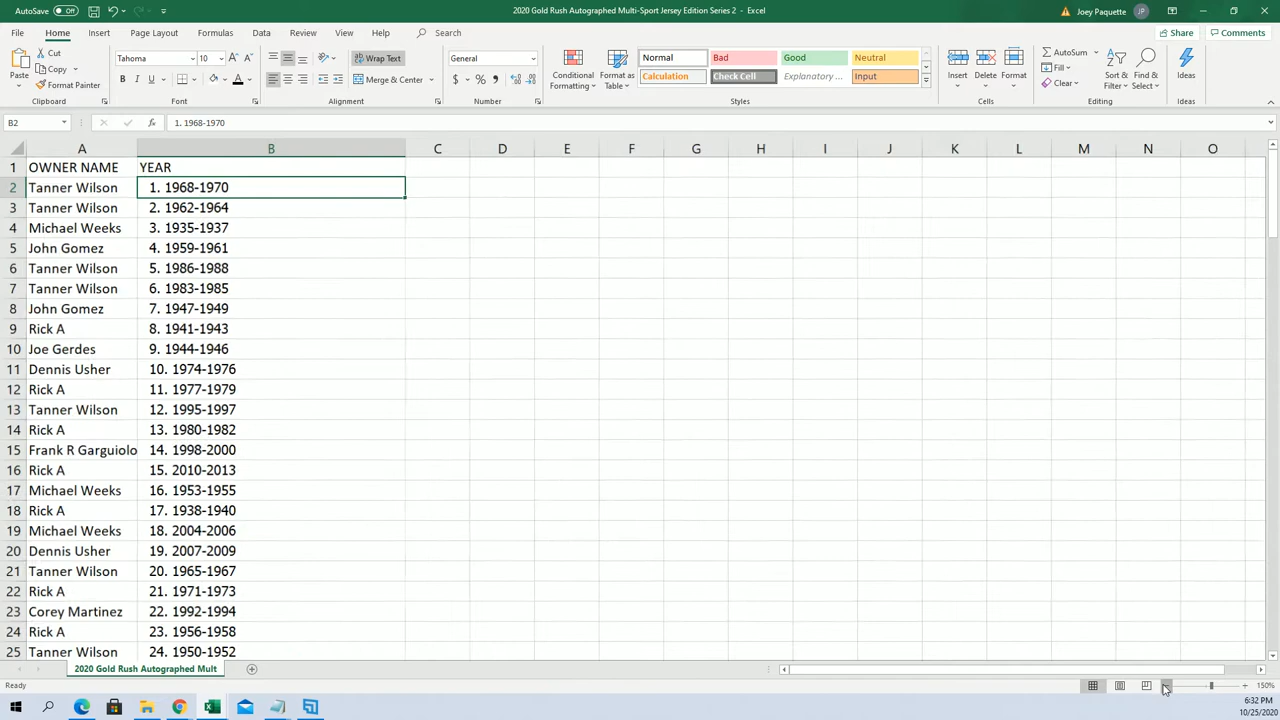 AutoSave Off 2020 Gold Rush Autographed Multi-Sport Jersey Edition Series 2 - Excel Joey Paquette JP
File Home Insert Page Layout Formulas Data Review View Help Search Share Comments
Cut
Copy
Format Painter
Paste
Tahoma 10
B I U
Wrap Text
Merge & Center
General
$ % 9
Conditional Formatting
Format as Table
Normal Bad Good Neutral
Calculation Check Cell Explanatory ... Input
Insert Delete Format
AutoSum
Fill
Clear
Sort & Filter
Find & Select
Ideas
Clipboard Font Alignment Number Styles Cells Editing Ideas
B2 fx 1. 1968-1970
A B C D E F G H I J K L M N O
1 OWNER NAME YEAR
2 Tanner Wilson 1. 1968-1970
3 Tanner Wilson 2. 1962-1964
4 Michael Weeks 3. 1935-1937
5 John Gomez 4. 1959-1961
6 Tanner Wilson 5. 1986-1988
7 Tanner Wilson 6. 1983-1985
8 John Gomez 7. 1947-1949
9 Rick A 8. 1941-1943
10 Joe Gerdes 9. 1944-1946
11 Dennis Usher 10. 1974-1976
12 Rick A 11. 1977-1979
13 Tanner Wilson 12. 1995-1997
14 Rick A 13. 1980-1982
15 Frank R Garguiolo 14. 1998-2000
16 Rick A 15. 2010-2013
17 Michael Weeks 16. 1953-1955
18 Rick A 17. 1938-1940
19 Michael Weeks 18. 2004-2006
20 Dennis Usher 19. 2007-2009
21 Tanner Wilson 20. 1965-1967
22 Rick A 21. 1971-1973
23 Corey Martinez 22. 1992-1994
24 Rick A 23. 1956-1958
25 Tanner Wilson 24. 1950-1952
2020 Gold Rush Autographed Mult
Ready 150%
6:32 PM
10/25/2020